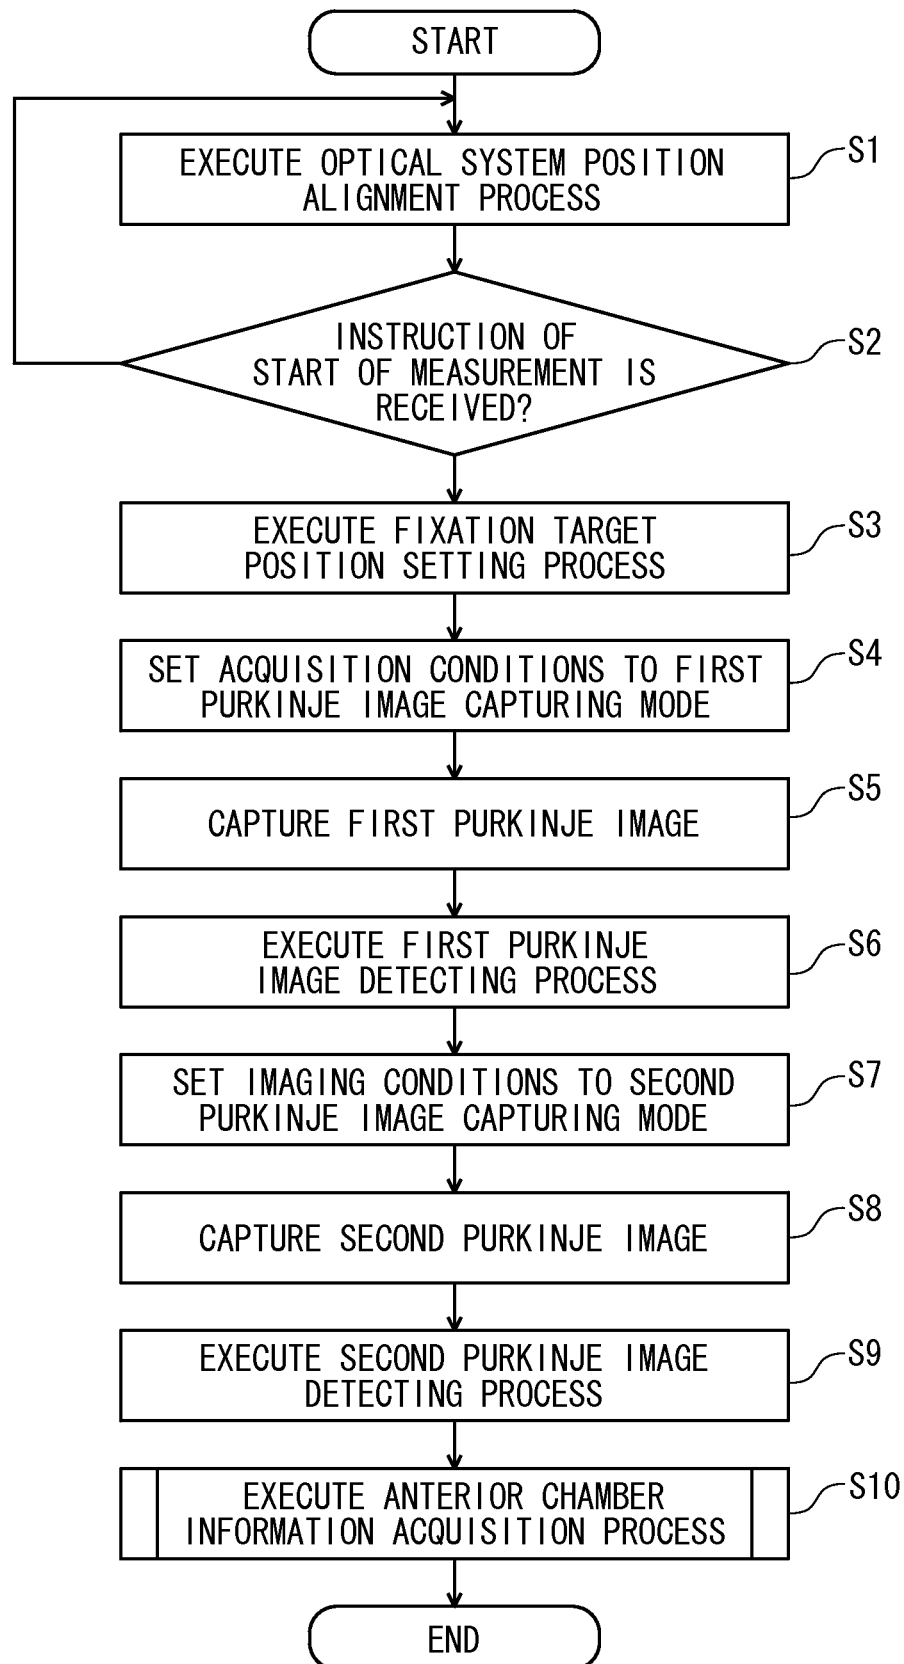 START
EXECUTE OPTICAL SYSTEM POSITION
ALIGNMENT PROCESS
S1
INSTRUCTION OF
START OF MEASUREMENT IS
RECEIVED?
S2
EXECUTE FIXATION TARGET
POSITION SETTING PROCESS
S3
SET ACQUISITION CONDITIONS TO FIRST
PURKINJE IMAGE CAPTURING MODE
S4
CAPTURE FIRST PURKINJE IMAGE
S5
EXECUTE FIRST PURKINJE
IMAGE DETECTING PROCESS
S6
SET IMAGING CONDITIONS TO SECOND
PURKINJE IMAGE CAPTURING MODE
S7
CAPTURE SECOND PURKINJE IMAGE
S8
EXECUTE SECOND PURKINJE IMAGE
DETECTING PROCESS
S9
EXECUTE ANTERIOR CHAMBER
INFORMATION ACQUISITION PROCESS
S10
END